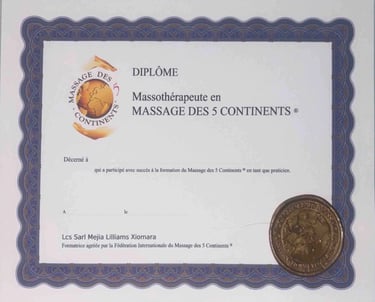 MASSAGE DES 5
CONTINENTS
DIPLÔME
Massothérapeute en
MASSAGE DES 5 CONTINENTS ®
Décerné à
qui a participé avec succès à la formation du Massage des 5 Continents ® en tant que praticien.
A
le
Lcs Sarl Mejia Lilliams Xiomara
Formatrice agréée par la Fédération Internationale du Massage des 5 Continents ®